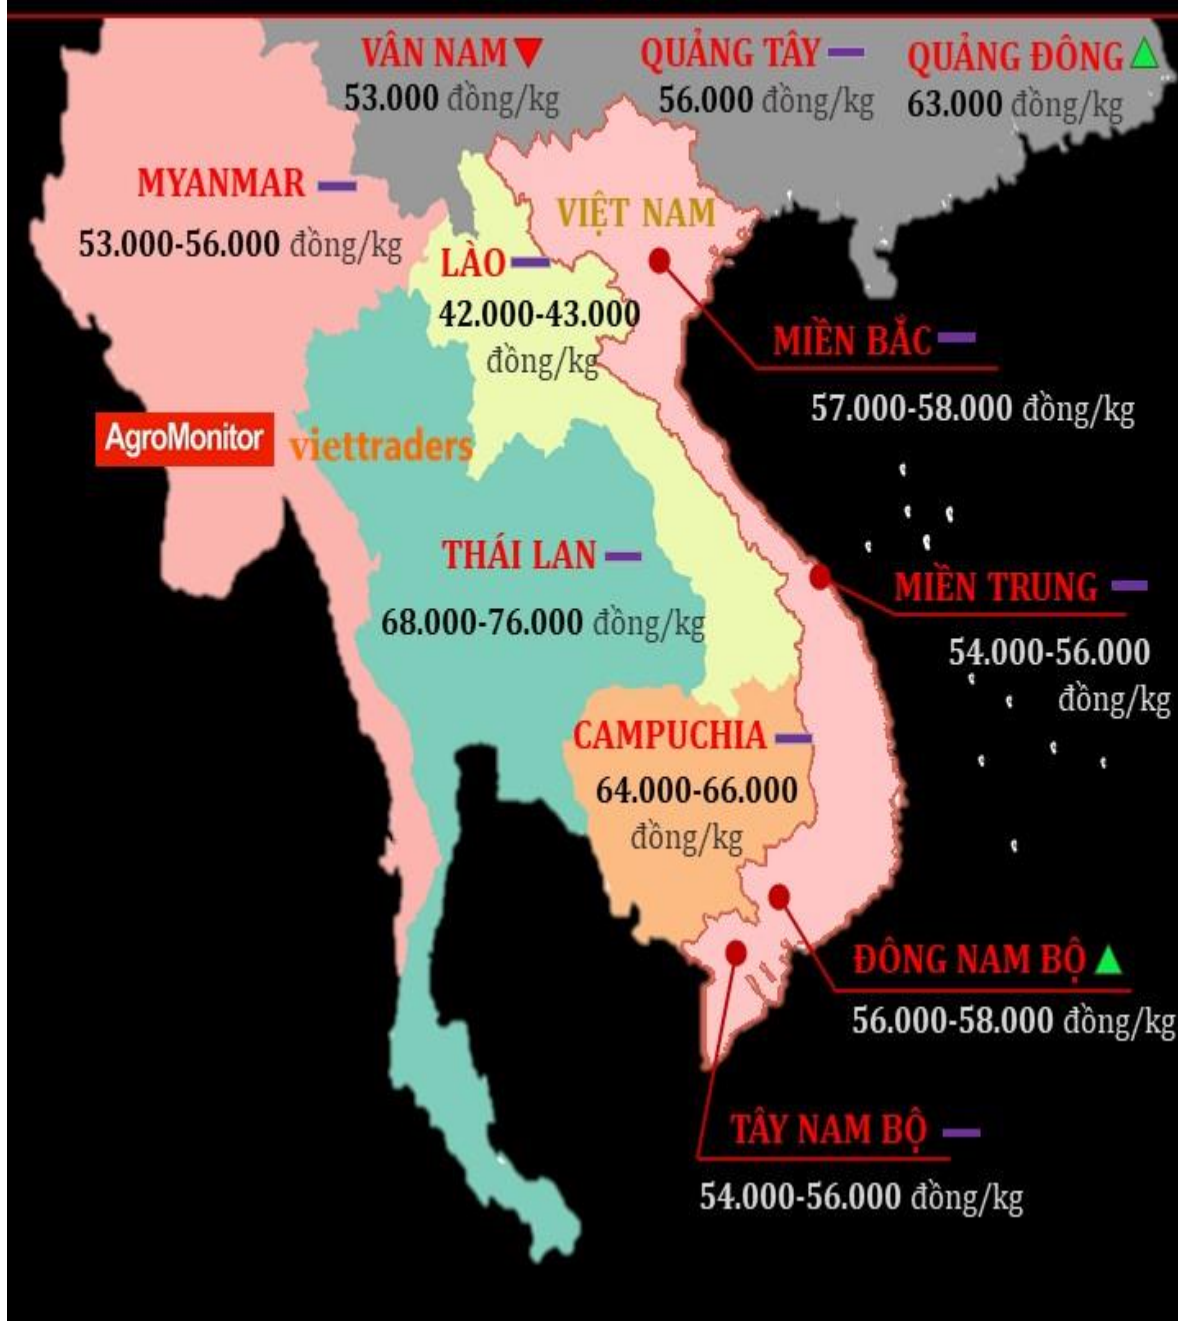 VÂN NAM
53.000 đồng/kg
QUẢNG TÂY
56.000 đồng/kg
QUẢNG ĐÔNG
63.000 đồng/kg
MYANMAR
53.000-56.000 đồng/kg
VIỆT NAM
LÀO
42.000-43.000
đồng/kg
MIỀN BẮC
57.000-58.000 đồng/kg
AgroMonitor
viettraders
THÁI LAN
68.000-76.000 đồng/kg
MIỀN TRUNG
54.000-56.000
đồng/kg
CAMPUCHIA
64.000-66.000
đồng/kg
ĐÔNG NAM BỘ
56.000-58.000 đồng/kg
TÂY NAM BỘ
54.000-56.000 đồng/kg